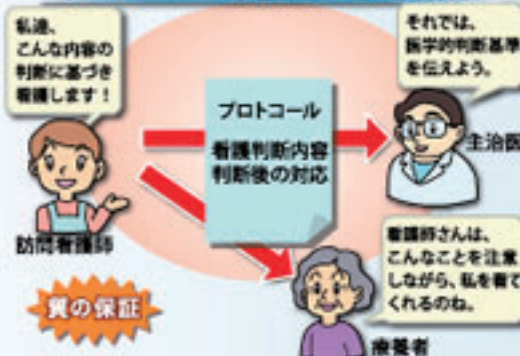 私達、
こんな内容の
判断に基づき
看護します！
それでは、
医学的判断基準
を伝えよう。
プロトコール
看護判断内容
判断後の対応
主治医
訪問看護師
看護師さんは、
こんなことを注意
しながら、私を看て
くれるのね。
質の保証
療養者